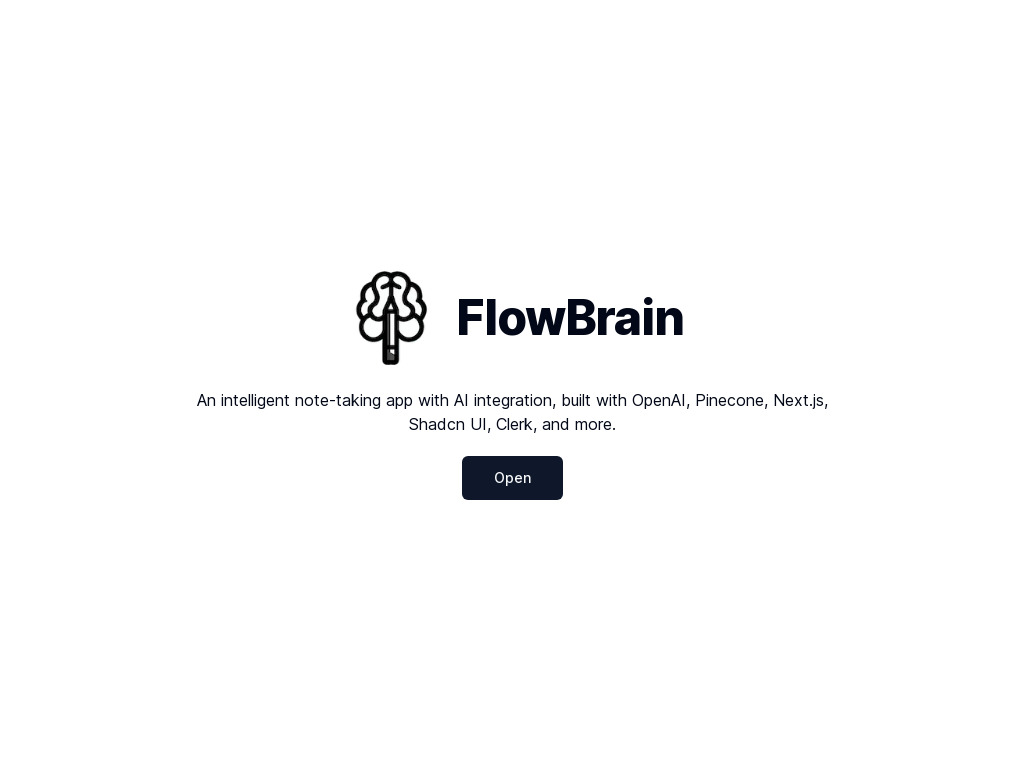 FlowBrain
An intelligent note-taking app with AI integration, built with OpenAI, Pinecone, Next.js,
Shadcn UI, Clerk, and more.
Open